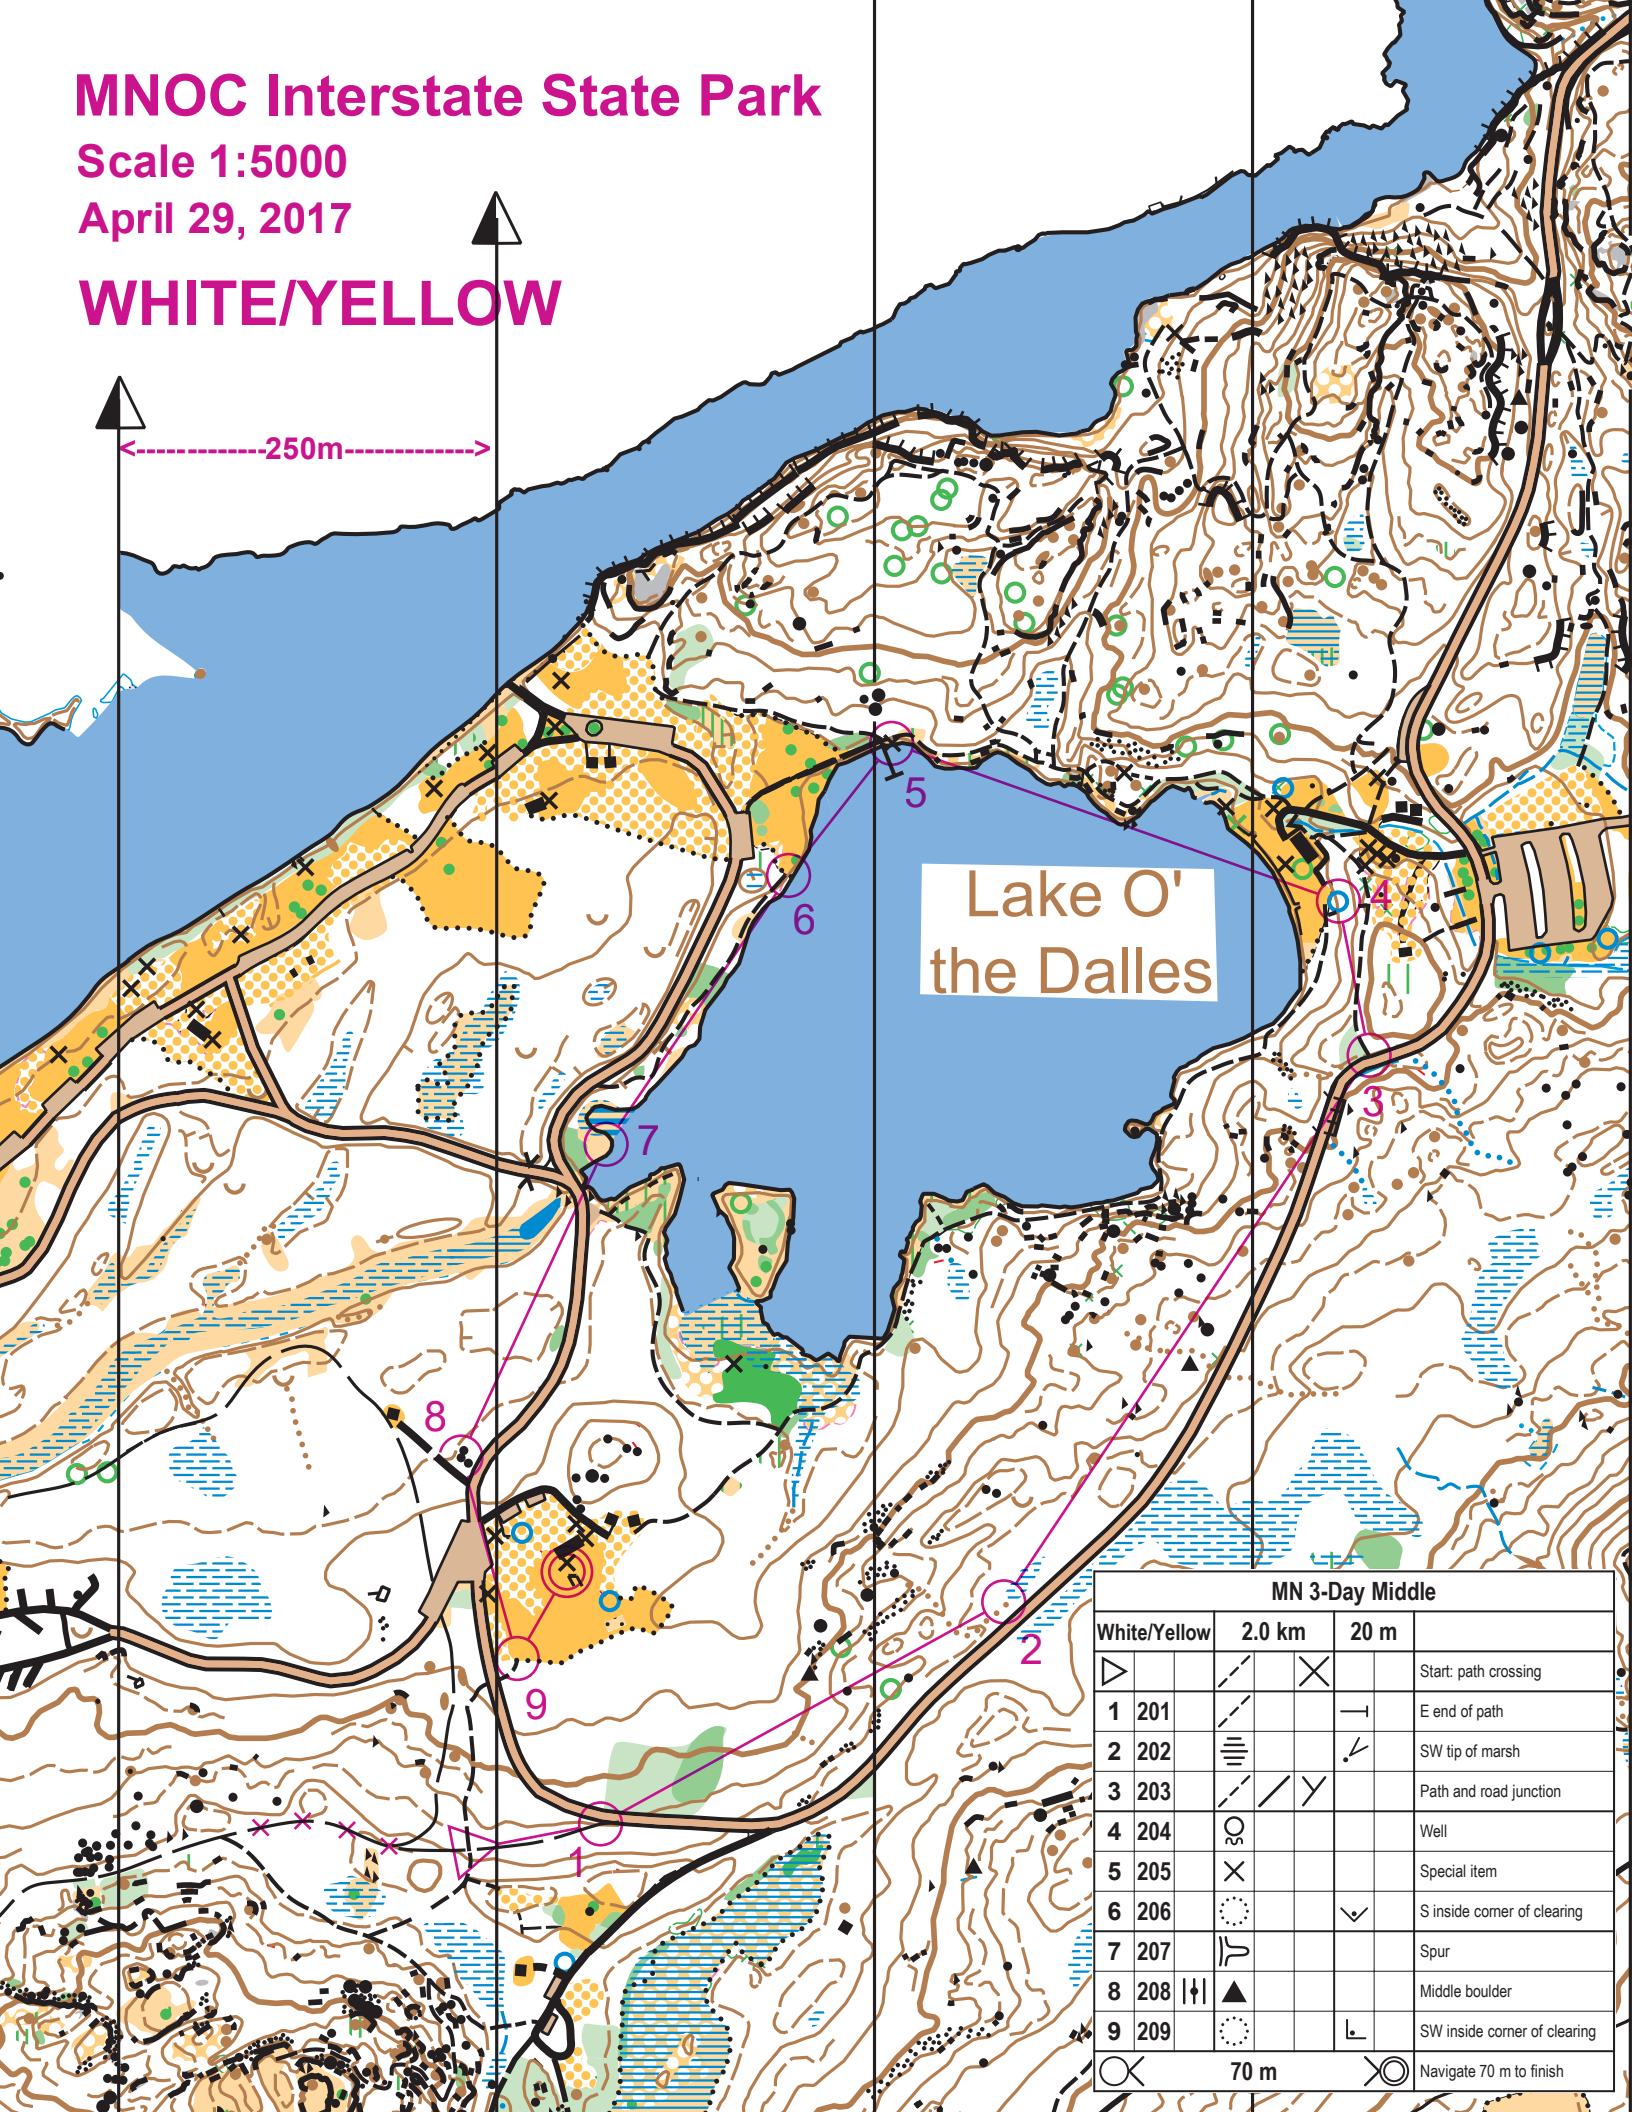 MNOC Interstate State Park
Scale 1:5000
April 29, 2017
WHITE/YELLOW
<-------------250m------------->
Lake O'
the Dalles
5
6
4
3
7
8
2
9
1
MN 3-Day Middle
White/Yellow 2.0 km 20 m
Start: path crossing
1 201 E end of path
2 202 SW tip of marsh
3 203 Path and road junction
4 204 Well
5 205 Special item
6 206 S inside corner of clearing
7 207 Spur
8 208 Middle boulder
9 209 SW inside corner of clearing
70 m Navigate 70 m to finish